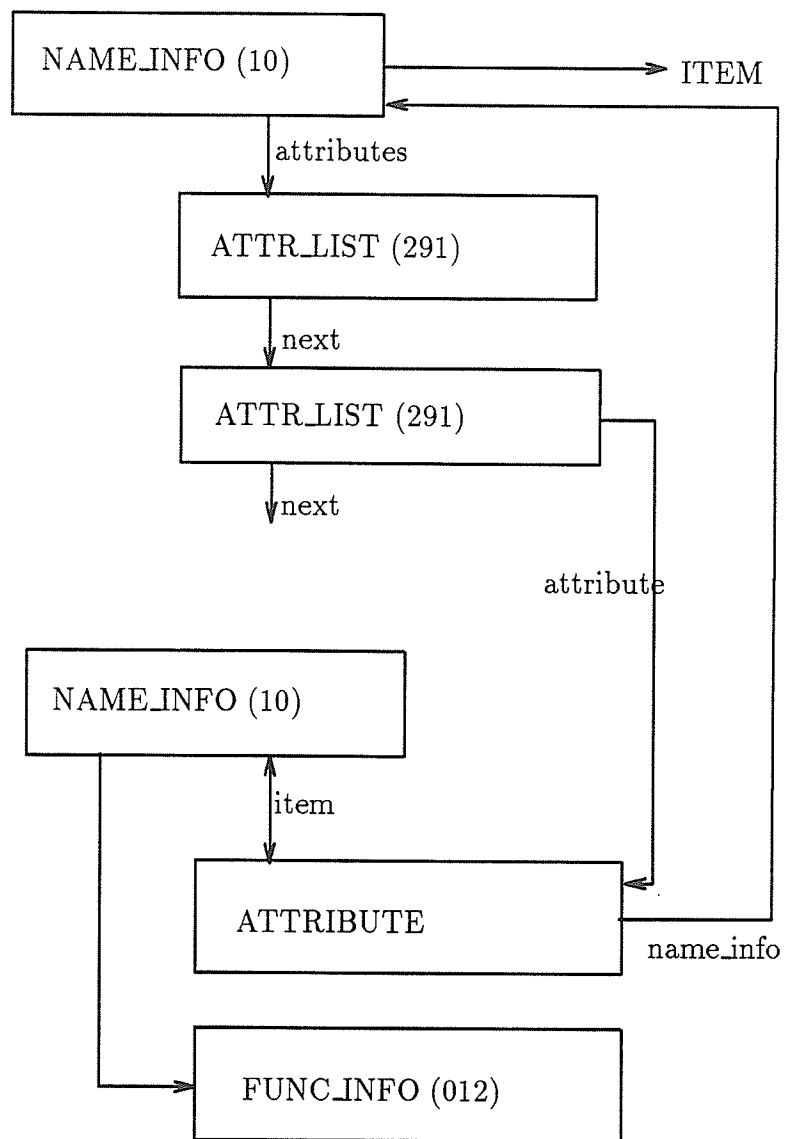 NAME_INFO (10)
ITEM
attributes
ATTR_LIST (291)
next
ATTR_LIST (291)
next
attribute
NAME_INFO (10)
item
ATTRIBUTE
name_info
FUNC_INFO (012)